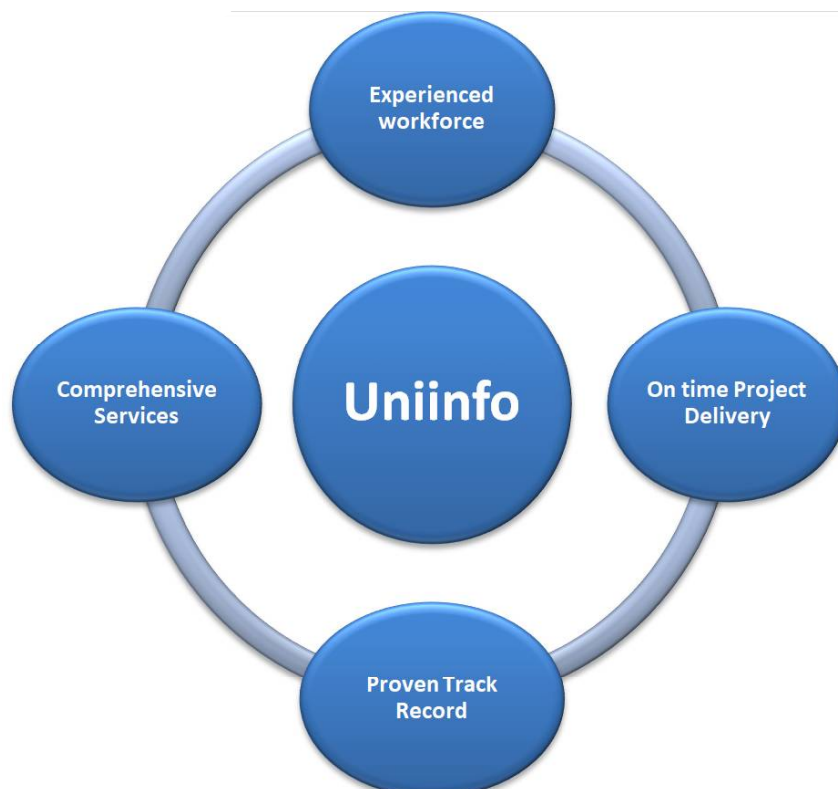 Experienced
workforce
Comprehensive
Services
Uniinfo
On time Project
Delivery
Proven Track
Record